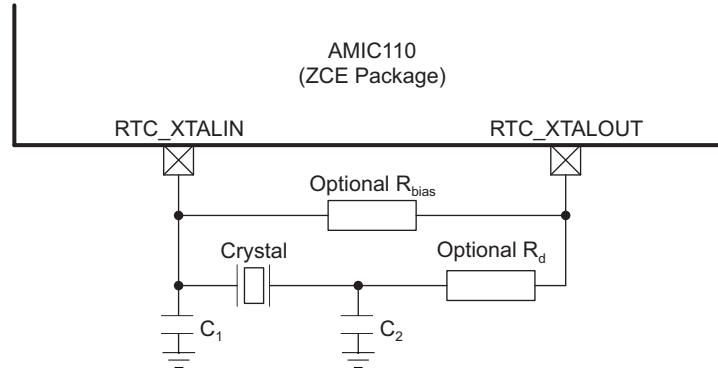 AMIC110
(ZCE Package)
RTC_XTALIN
RTC_XTALOUT
Optional Rbias
Crystal
Optional Rd
C1
C2